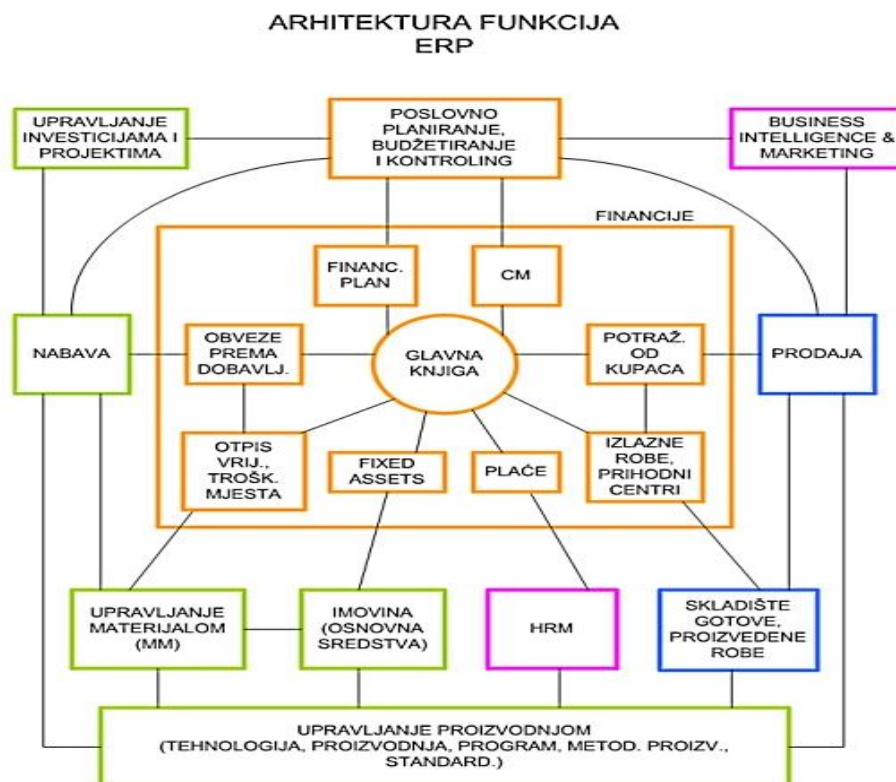 ARHITEKTURA FUNKCIJA
ERP
UPRAVLJANJE
INVESTICIJAMA I
PROJEKTIMA
POSLOVNO
PLANIRANJE,
BUDŽETIRANJE
I KONTROLING
BUSINESS
INTELLIGENCE &
MARKETING
FINANCIJE
FINANC.
PLAN
CM
NABAVA
OBVEZE
PREMA
DOBAVLJ.
GLAVNA
KNJIGA
POTRAŽ.
OD
KUPACA
PRODAJA
OTPIS
VRIJ.,
TROŠK.
MJESTA
FIXED
ASSETS
PLAĆE
IZLAZNE
ROBE,
PRIHODNI
CENTRI
UPRAVLJANJE
MATERIJALOM
(MM)
IMOVINA
(OSNOVNA
SREDSTVA)
HRM
SKLADIŠTE
GOTOVE,
PROIZVEDENE
ROBE
UPRAVLJANJE PROIZVODNJOM
(TEHNOLOGIJA, PROIZVODNJA, PROGRAM, METOD. PROIZV.,
STANDARD.)